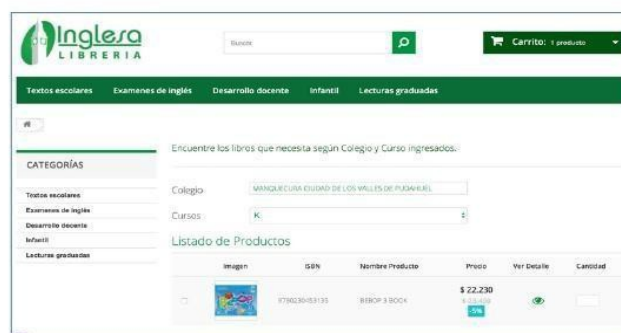 Inglesa
LIBRERIA
Buscar
Carrito: 1 producto
Textos escolares Examenes de inglés Desarrollo docente Infantil Lecturas graduadas
Encuentre los libros que necesita según Colegio y Curso ingresados.
CATEGORÍAS
Textos escolares
Examenes de inglés
Desarrollo docente
Infantil
Lecturas graduadas
Colegio
MANQUECURA CIUDAD DE LOS VALLES DE PUDAHUEL
Cursos
K
Listado de Productos
Imagen ISBN Nombre Producto Precio Ver Detalle Cantidad
BEBOP 3 BOOK
$ 22,230
-5%